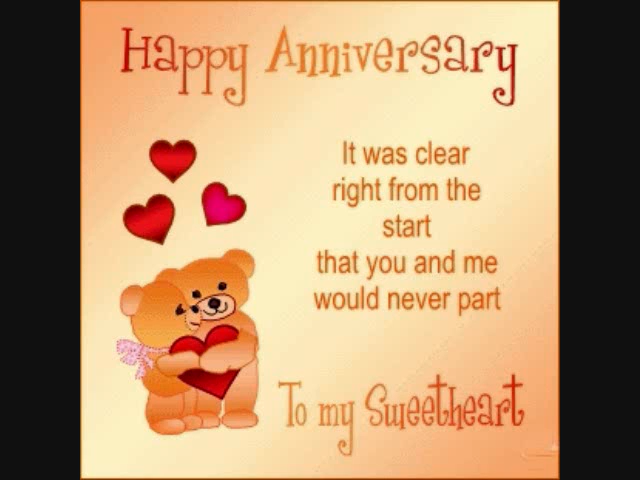 Happy Anniversary
It was clear
right from the
start
that you and me
would never part
To my Sweetheart